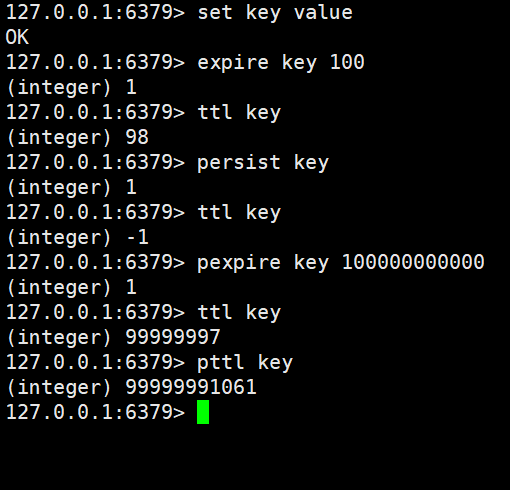 127.0.0.1:6379> set key value
OK
127.0.0.1:6379> expire key 100
(integer) 1
127.0.0.1:6379> ttl key
(integer) 98
127.0.0.1:6379> persist key
(integer) 1
127.0.0.1:6379> ttl key
(integer) -1
127.0.0.1:6379> pexpire key 100000000000
(integer) 1
127.0.0.1:6379> ttl key
(integer) 99999997
127.0.0.1:6379> pttl key
(integer) 99999991061
127.0.0.1:6379>